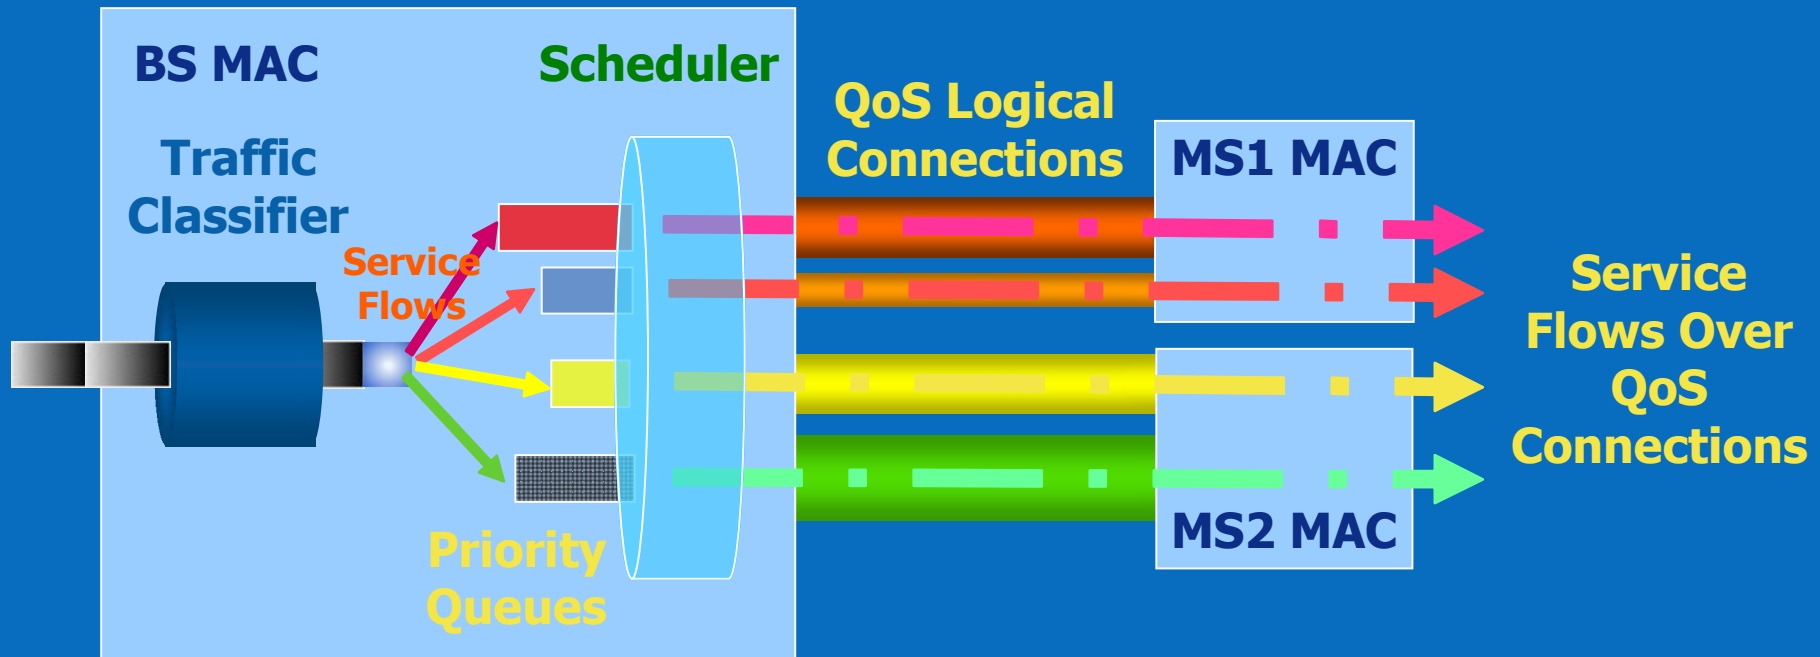 BS MAC
Scheduler
Traffic
Classifier
Service
Flows
Priority
Queues
QoS Logical
Connections
MS1 MAC
MS2 MAC
Service
Flows Over
QoS
Connections